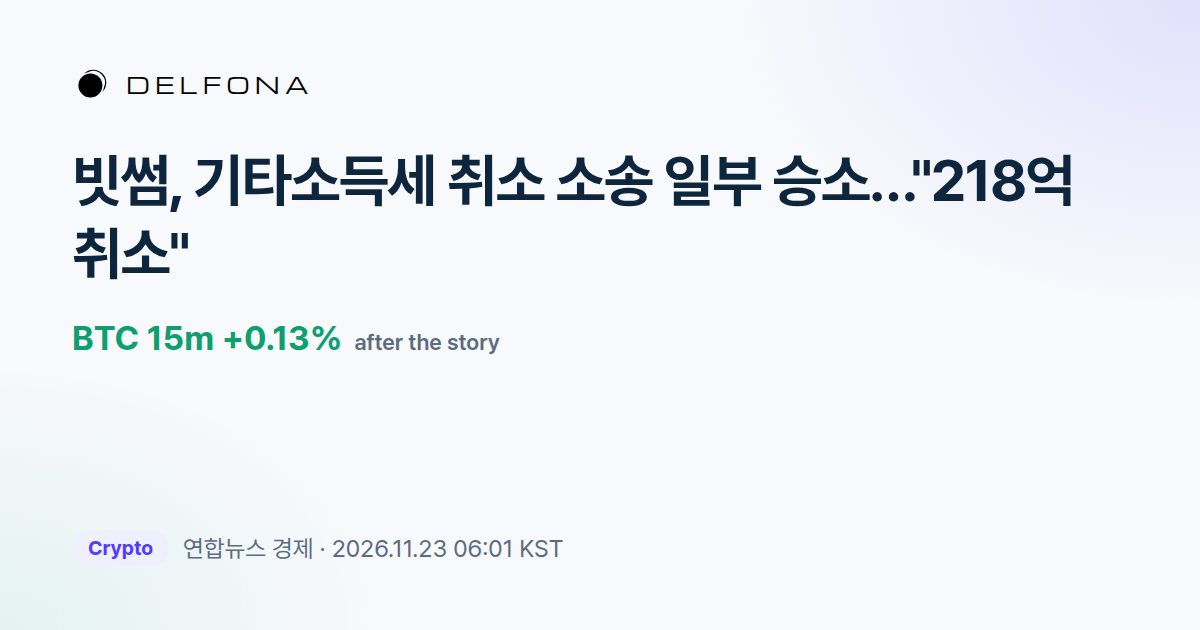 DELFONA
빗썸, 기타소득세 취소 소송 일부 승소…"218억
취소"
BTC 15m +0.13% after the story
Crypto 연합뉴스 경제 · 2026.11.23 06:01 KST